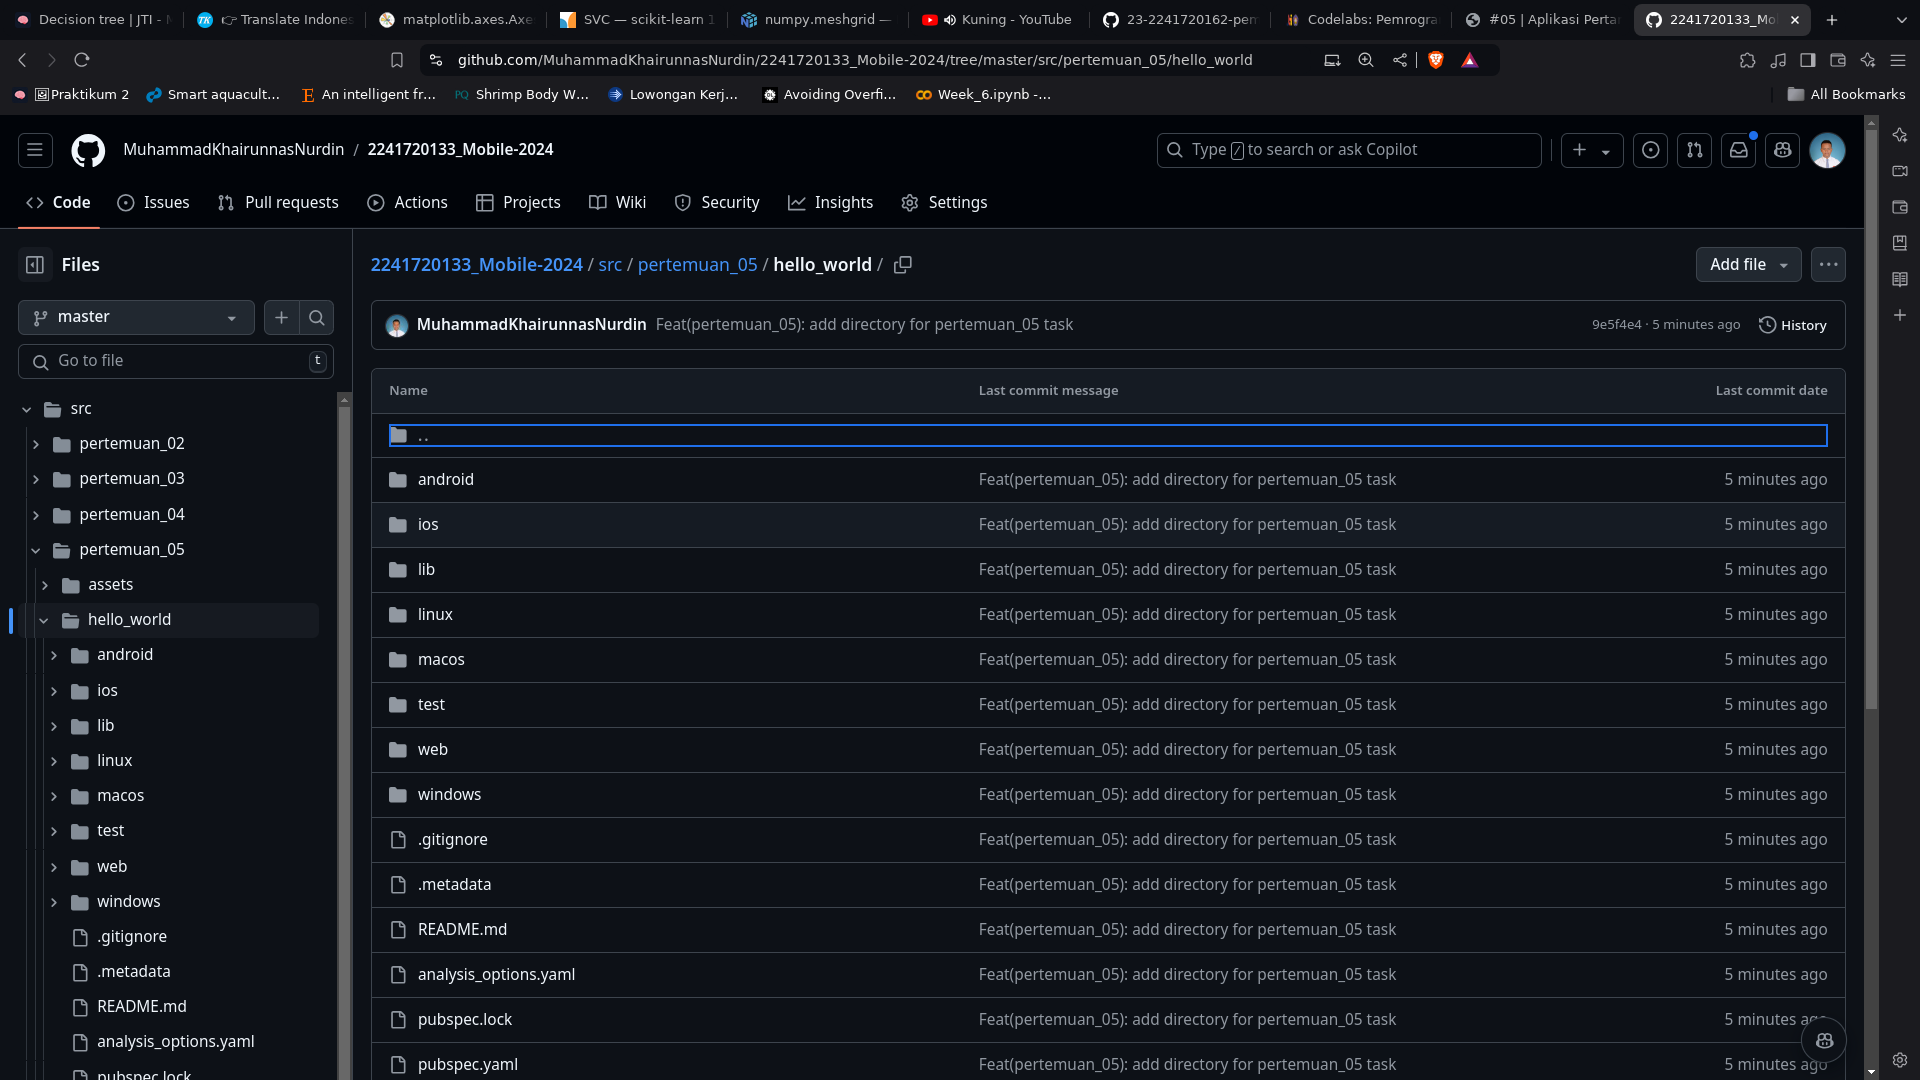 Decision tree | JTI -
Translate Indones
matplotlib.axes.Axe
SVC — scikit-learn 1
numpy.meshgrid —
Kuning - YouTube
23-2241720162-pem
Codelabs: Pemrogra
#05 | Aplikasi Pertam
2241720133_Mo
github.com/MuhammadKhairunnasNurdin/2241720133_Mobile-2024/tree/master/src/pertemuan_05/hello_world
Praktikum 2
Smart aquacult...
An intelligent fr...
PQ Shrimp Body W...
Lowongan Kerj...
Avoiding Overfi...
Week_6.ipynb -...
All Bookmarks
MuhammadKhairunnasNurdin / 2241720133_Mobile-2024
Type / to search or ask Copilot
Code
Issues
Pull requests
Actions
Projects
Wiki
Security
Insights
Settings
Files
master
Go to file
t
src
pertemuan_02
pertemuan_03
pertemuan_04
pertemuan_05
assets
hello_world
android
ios
lib
linux
macos
test
web
windows
.gitignore
.metadata
README.md
analysis_options.yaml
pubspec.lock
2241720133_Mobile-2024 / src / pertemuan_05 / hello_world /
Add file
MuhammadKhairunnasNurdin Feat(pertemuan_05): add directory for pertemuan_05 task
9e5f4e4 · 5 minutes ago
History
Name Last commit message Last commit date
..
android Feat(pertemuan_05): add directory for pertemuan_05 task 5 minutes ago
ios Feat(pertemuan_05): add directory for pertemuan_05 task 5 minutes ago
lib Feat(pertemuan_05): add directory for pertemuan_05 task 5 minutes ago
linux Feat(pertemuan_05): add directory for pertemuan_05 task 5 minutes ago
macos Feat(pertemuan_05): add directory for pertemuan_05 task 5 minutes ago
test Feat(pertemuan_05): add directory for pertemuan_05 task 5 minutes ago
web Feat(pertemuan_05): add directory for pertemuan_05 task 5 minutes ago
windows Feat(pertemuan_05): add directory for pertemuan_05 task 5 minutes ago
.gitignore Feat(pertemuan_05): add directory for pertemuan_05 task 5 minutes ago
.metadata Feat(pertemuan_05): add directory for pertemuan_05 task 5 minutes ago
README.md Feat(pertemuan_05): add directory for pertemuan_05 task 5 minutes ago
analysis_options.yaml Feat(pertemuan_05): add directory for pertemuan_05 task 5 minutes ago
pubspec.lock Feat(pertemuan_05): add directory for pertemuan_05 task 5 minutes ago
pubspec.yaml Feat(pertemuan_05): add directory for pertemuan_05 task 5 minutes ago